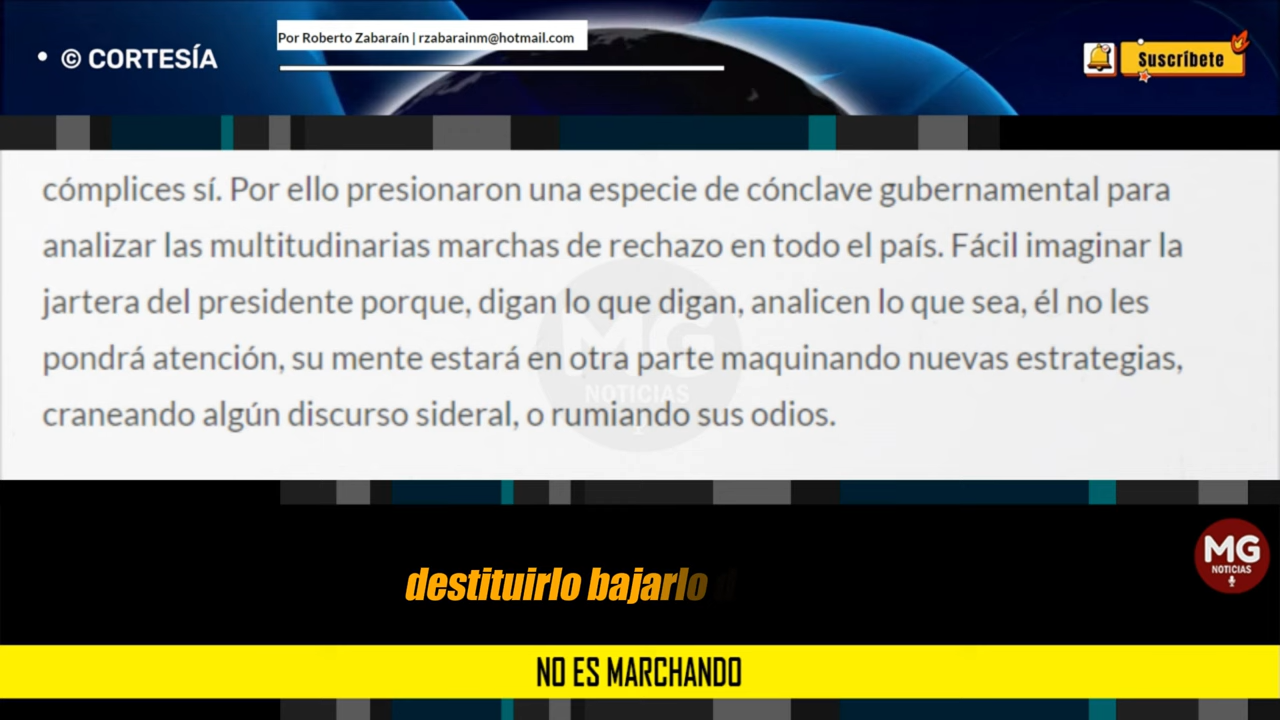 Por Roberto Zabaraín | rzabarainm@hotmail.com
• © CORTESÍA
Suscríbete
cómplices sí. Por ello presionaron una especie de cónclave gubernamental para
analizar las multitudinarias marchas de rechazo en todo el país. Fácil imaginar la
jartera del presidente porque, digan lo que digan, analicen lo que sea, él no les
pondrá atención, su mente estará en otra parte maquinando nuevas estrategias,
craneando algún discurso sideral, o rumiando sus odios.
MG
NOTICIAS
MG
NOTICIAS
destituirlo bajarlo
NO ES MARCHANDO